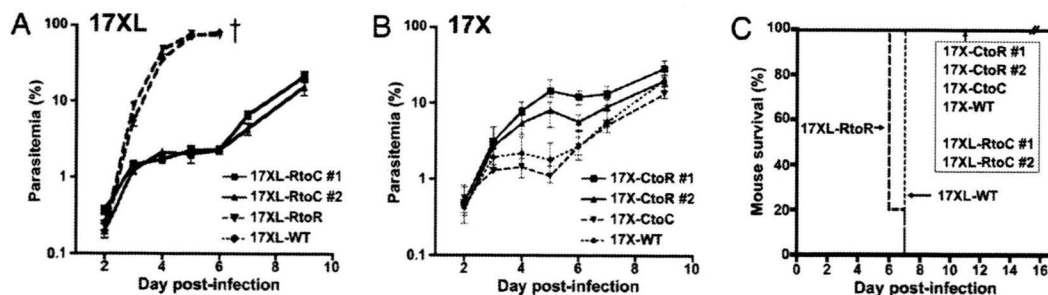 A 17XL
Parasitemia (%)
100
10
1
0.1
†
17XL-RtoC #1
17XL-RtoC #2
17XL-RtoR
17XL-WT
2 4 6 8 10
Day post-infection
B 17X
Parasitemia (%)
100
10
1
0.1
17X-CtoR #1
17X-CtoR #2
17X-CtoC
17X-WT
2 4 6 8 10
Day post-infection
C
Mouse survival (%)
100
80
60
40
20
0
17X-CtoR #1
17X-CtoR #2
17X-CtoC
17X-WT
17XL-RtoC #1
17XL-RtoC #2
17XL-RtoR
17XL-WT
0 2 4 6 8 10 12 14 16
Day post-infection